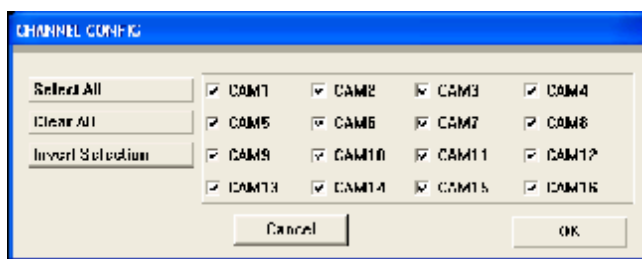 CHANNEL CONFIG
Select All
Clear All
Invert Selection
CAM1 CAM2 CAM3 CAM4
CAM5 CAM6 CAM7 CAM8
CAM9 CAM10 CAM11 CAM12
CAM13 CAM14 CAM15 CAM16
Cancel OK